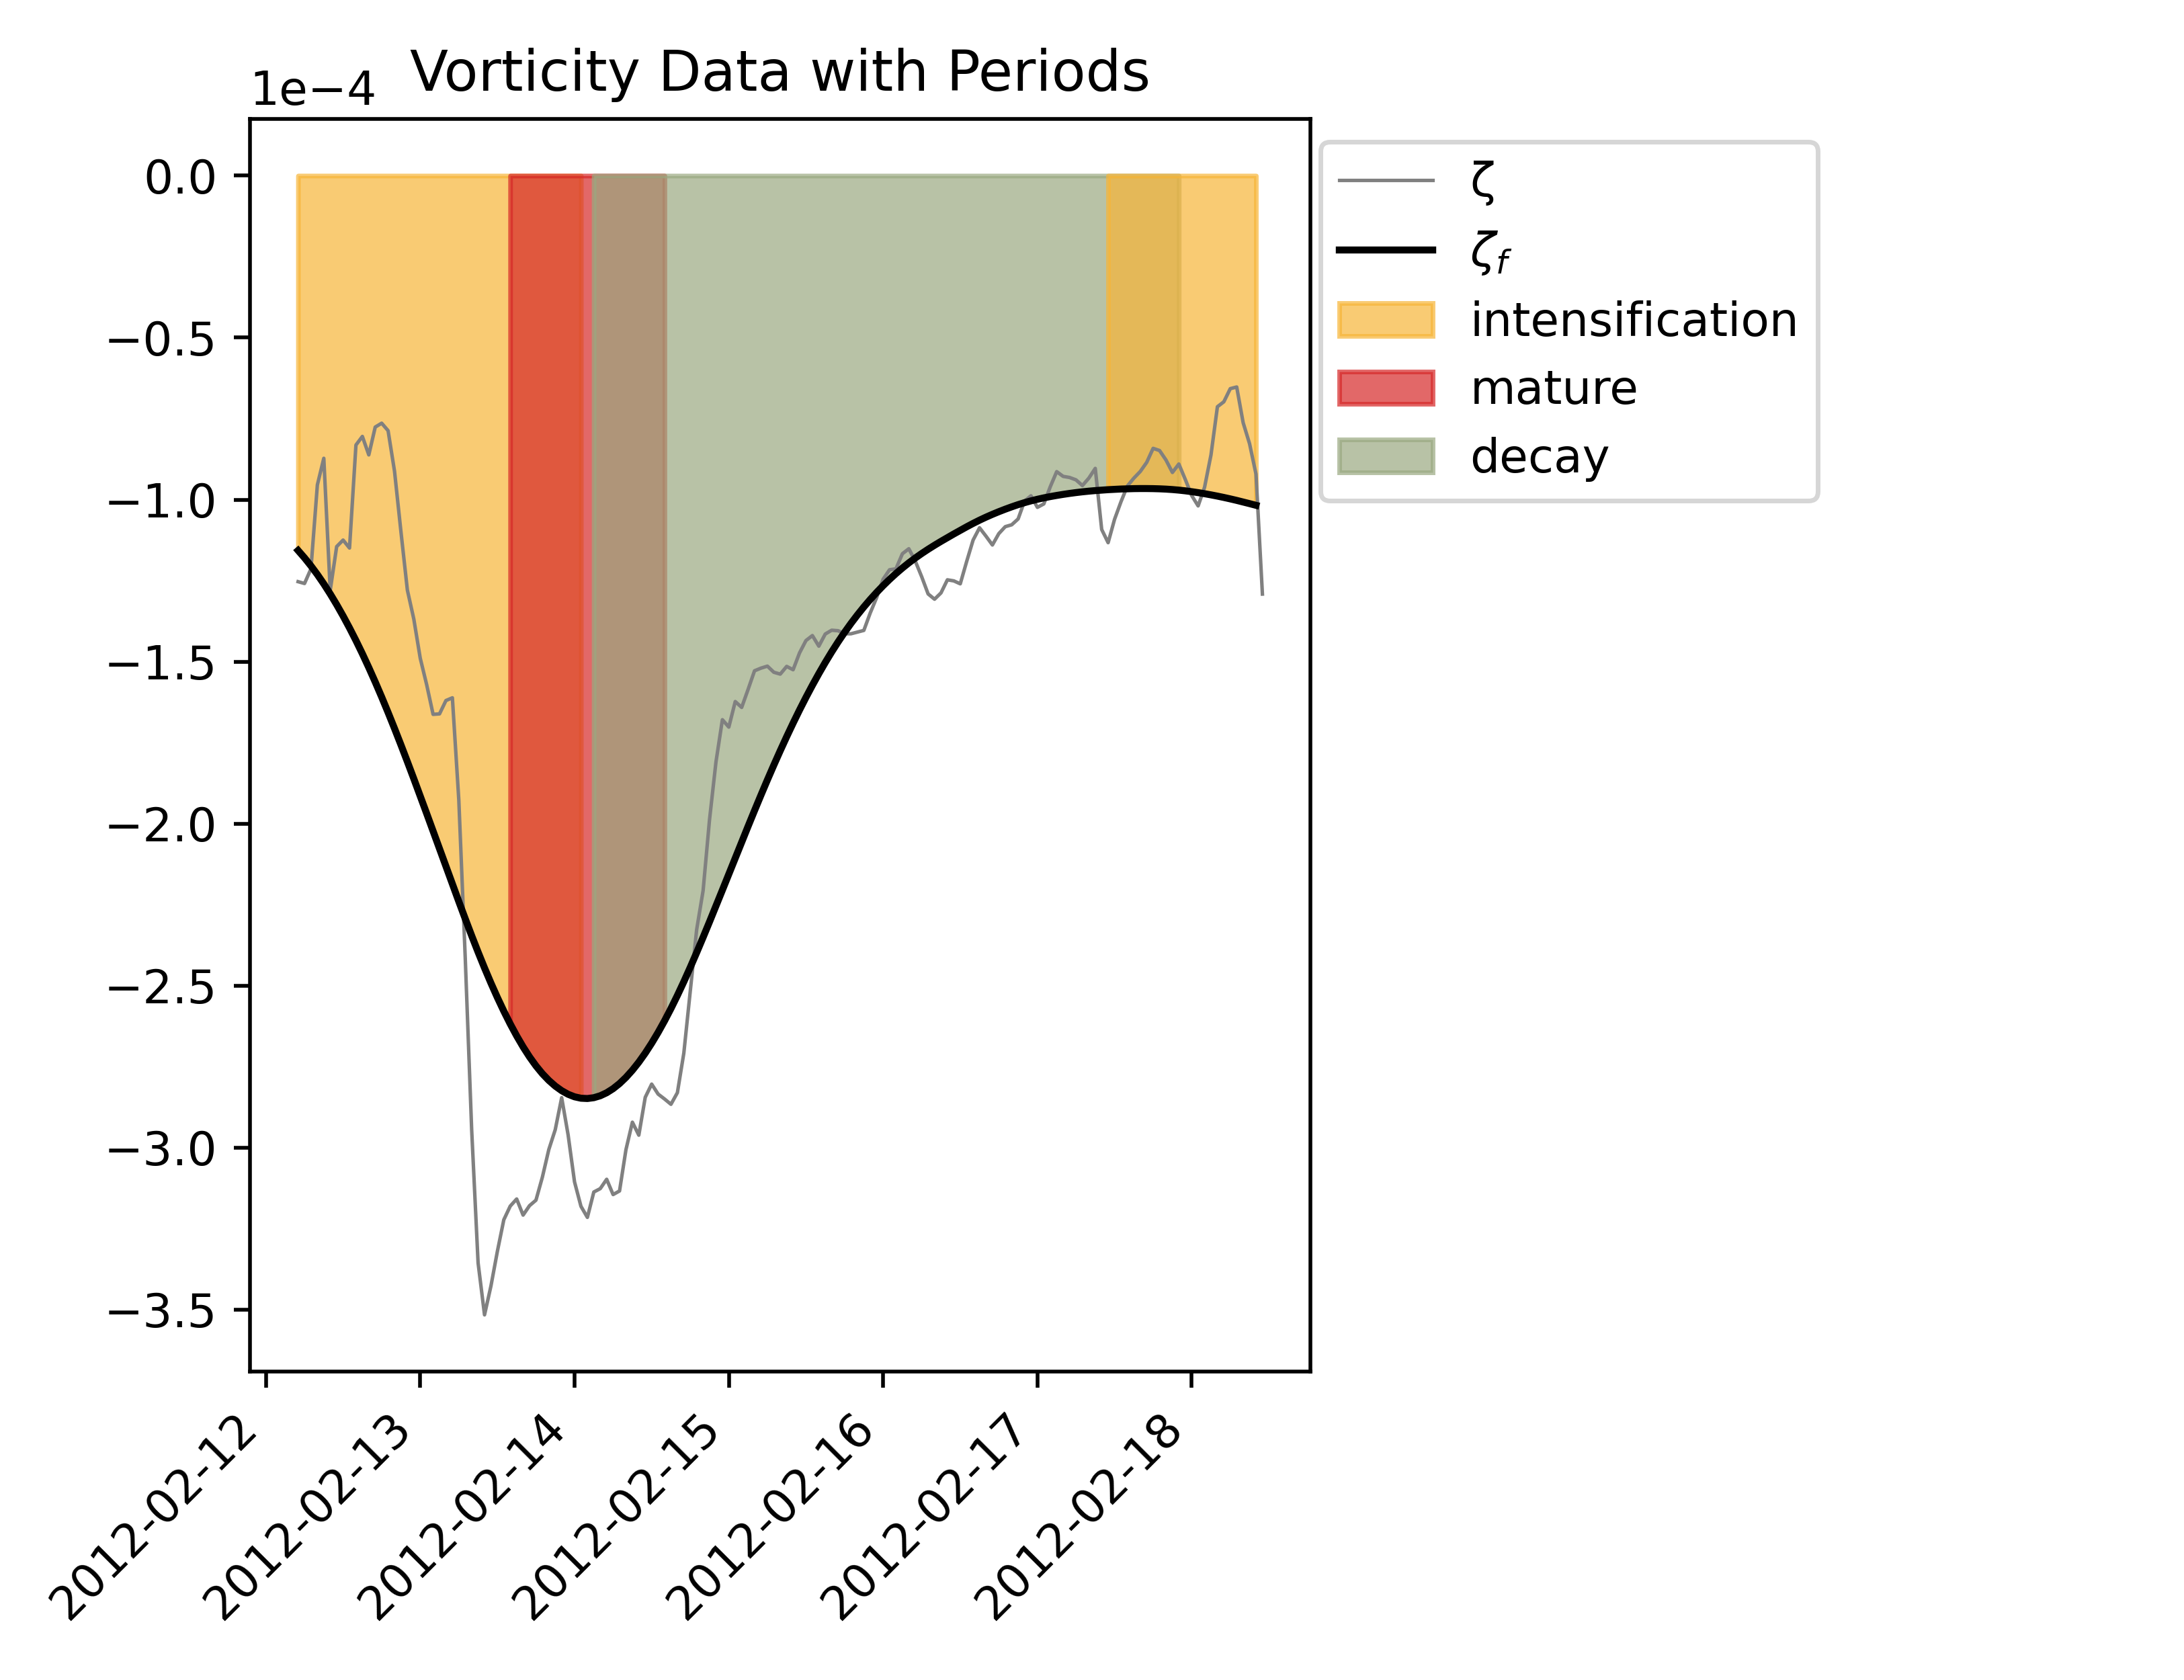 Vorticity Data with Periods
1e−4
0.0
−0.5
−1.0
−1.5
−2.0
−2.5
−3.0
−3.5
2012-02-12
2012-02-13
2012-02-14
2012-02-15
2012-02-16
2012-02-17
2012-02-18
ζ
ζf
intensification
mature
decay